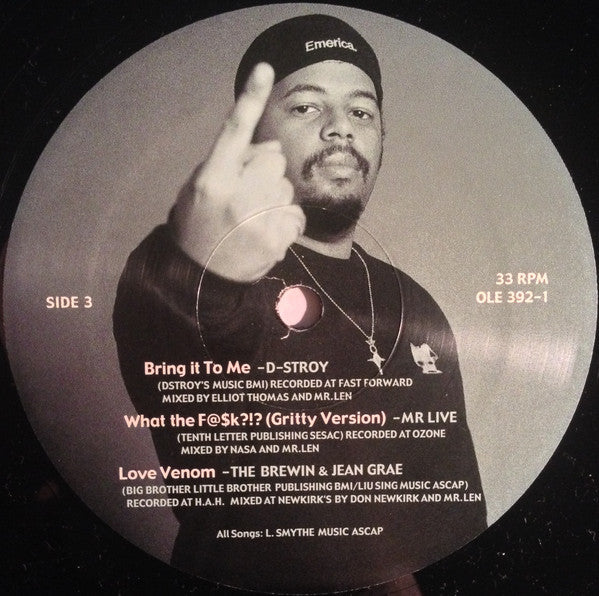 Emerica.
SIDE 3
33 RPM
OLE 392-1
Bring it To Me -D-STROY
(DSTROY'S MUSIC BMI) RECORDED AT FAST FORWARD
MIXED BY ELLIOT THOMAS AND MR.LEN
What the F@$k?!? (Gritty Version) -MR LIVE
(TENTH LETTER PUBLISHING SESAC) RECORDED AT OZONE
MIXED BY NASA AND MR.LEN
Love Venom -THE BREWIN & JEAN GRAE
(BIG BROTHER LITTLE BROTHER PUBLISHING BMI/LIU SING MUSIC ASCAP)
RECORDED AT H.A.H. MIXED AT NEWKIRK'S BY DON NEWKIRK AND MR.LEN
All Songs: L. SMYTHE MUSIC ASCAP